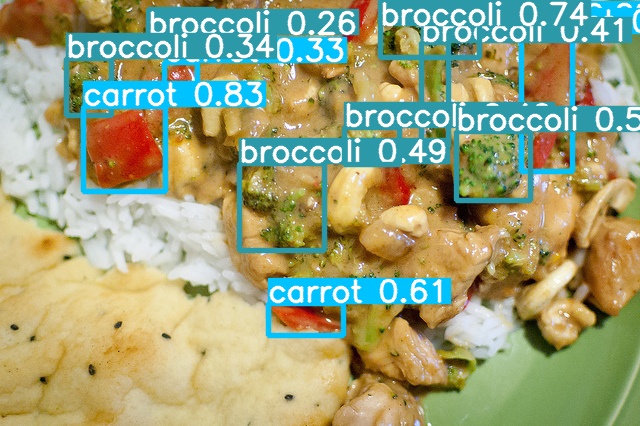 broccoli 0.74
broccoli 0.26
broccoli 0.41
broccoli 0.34
0.33
carrot 0.83
broccoli
broccoli 0.5
broccoli 0.49
carrot 0.61